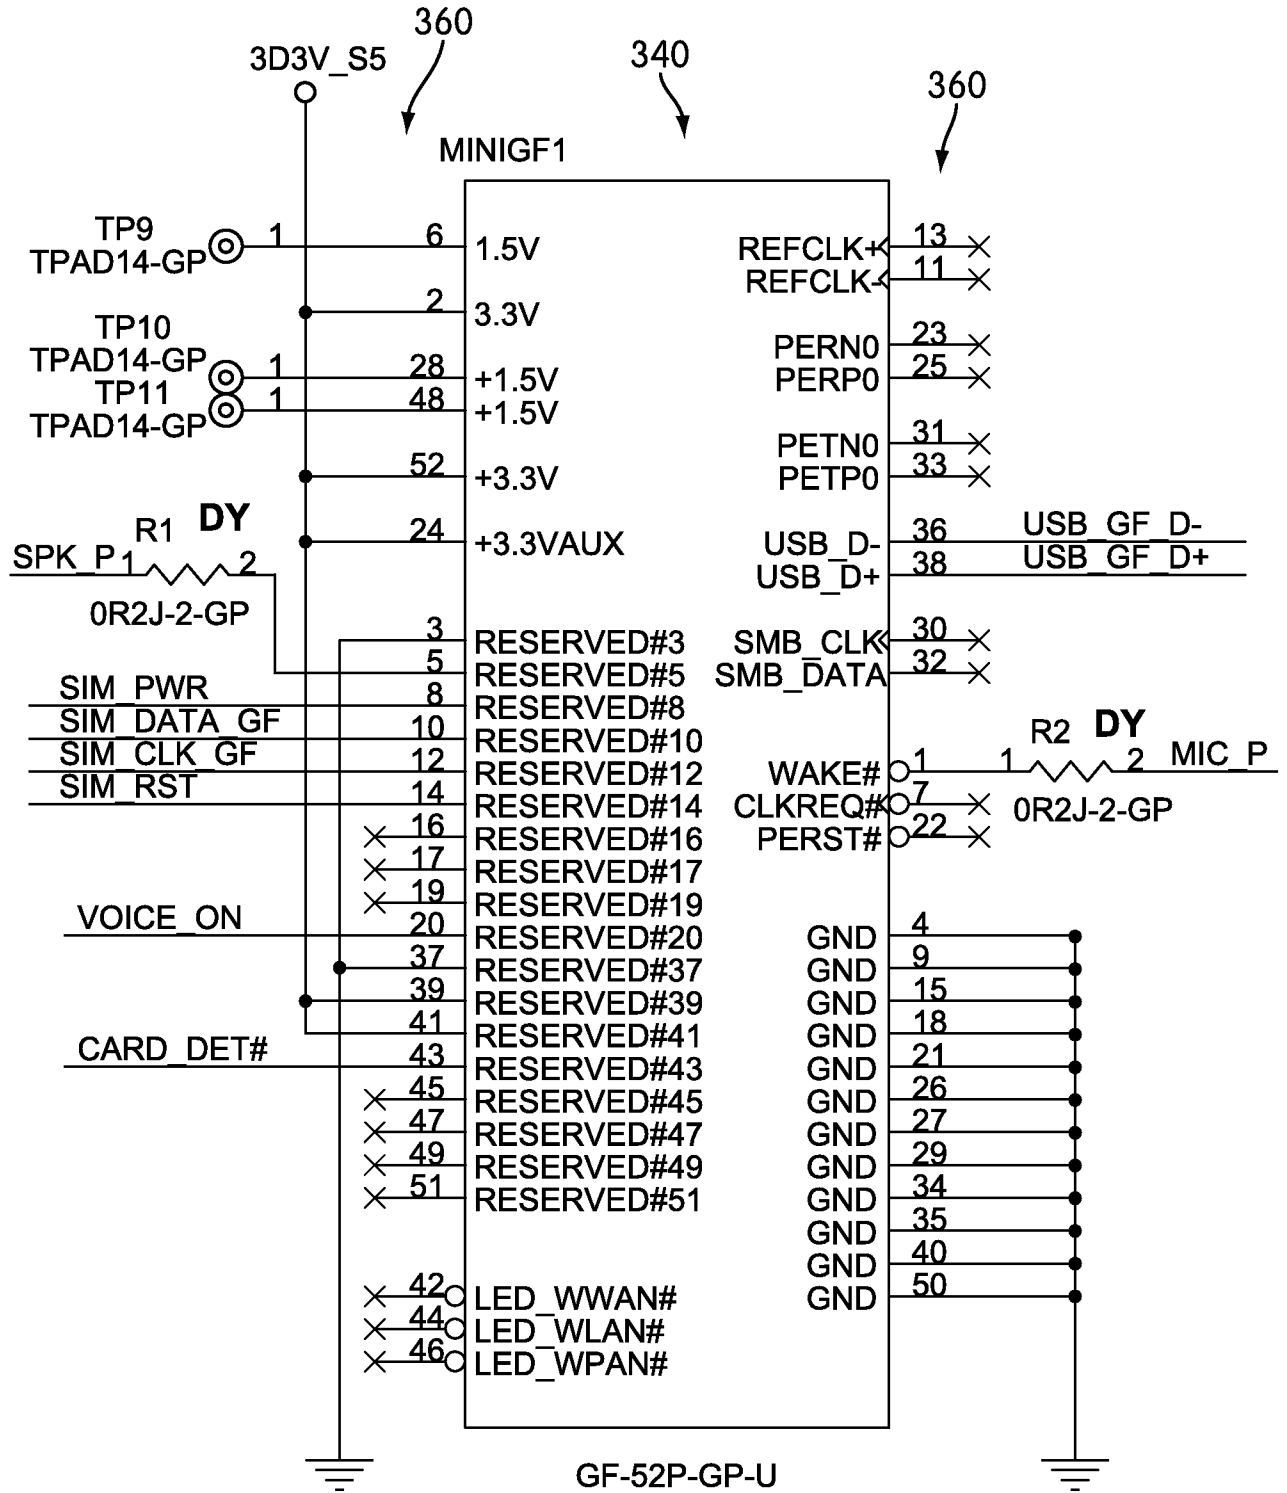 360
3D3V_S5
340
360
MINIGF1
TP9
TPAD14-GP
1
6
1.5V
REFCLK+
13
REFCLK-
11
2
3.3V
TP10
TPAD14-GP
1
28
+1.5V
TP11
TPAD14-GP
1
48
+1.5V
PERN0
23
PERP0
25
PETN0
31
PETP0
33
52
+3.3V
24
+3.3VAUX
R1
DY
SPK_P
1
2
0R2J-2-GP
USB_D-
36
USB_GF_D-
USB_D+
38
USB_GF_D+
3
RESERVED#3
5
RESERVED#5
SMB_CLK
30
SMB_DATA
32
SIM_PWR
8
RESERVED#8
SIM_DATA_GF
10
RESERVED#10
SIM_CLK_GF
12
RESERVED#12
SIM_RST
14
RESERVED#14
16
RESERVED#16
17
RESERVED#17
19
RESERVED#19
R2
DY
WAKE#
1
1
2
MIC_P
0R2J-2-GP
CLKREQ#
7
PERST#
22
VOICE_ON
20
RESERVED#20
37
RESERVED#37
39
RESERVED#39
41
RESERVED#41
CARD_DET#
43
RESERVED#43
45
RESERVED#45
47
RESERVED#47
49
RESERVED#49
51
RESERVED#51
GND
4
GND
9
GND
15
GND
18
GND
21
GND
26
GND
27
GND
29
GND
34
GND
35
GND
40
GND
50
42
LED_WWAN#
44
LED_WLAN#
46
LED_WPAN#
GF-52P-GP-U